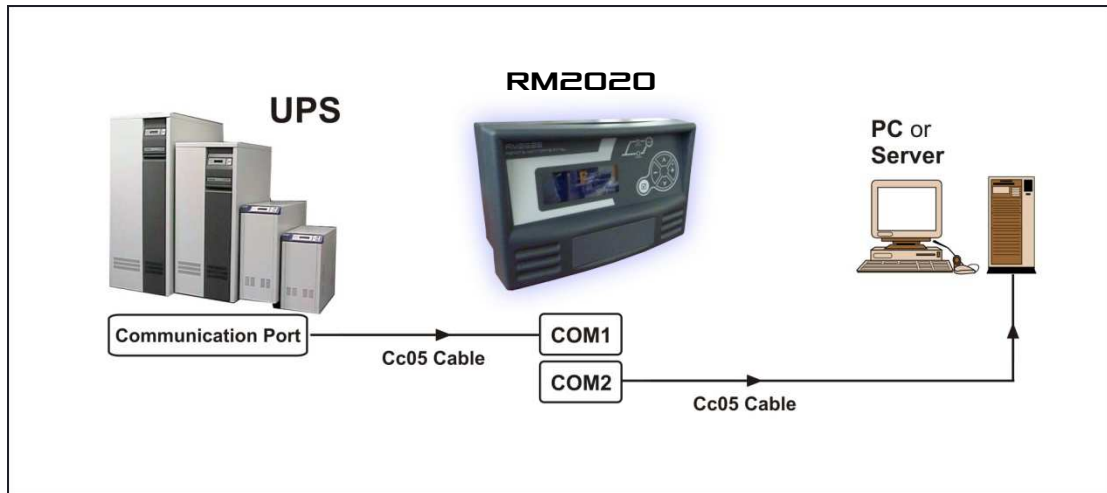 UPS
RM2020
PC or
Server
Communication Port
COM1
Cc05 Cable
COM2
Cc05 Cable